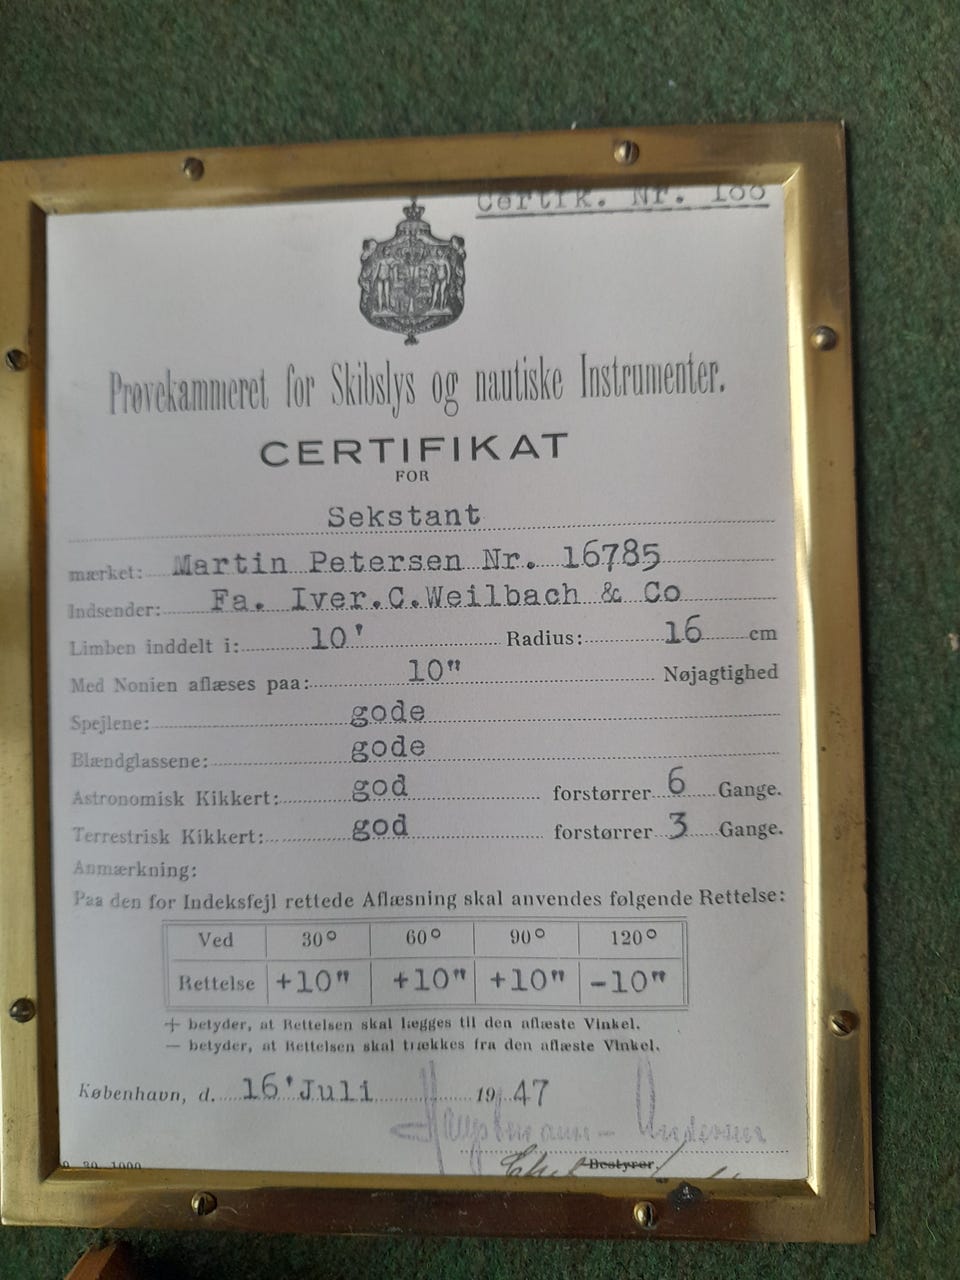 Certfk. Nr. 166
Prøvekammeret for Skibslys og nautiske Instrumenter.
CERTIFIKAT
FOR
Sekstant
mærket: Martin Petersen Nr. 16785
Indsender: Fa. Iver.C.Weilbach & Co
Limben inddelt i: 10' Radius: 16 cm
Med Nonien aflæses paa: 10" Nøjagtighed
Spejlene: gode
Blændglassene: gode
Astronomisk Kikkert: god forstørrer 6 Gange.
Terrestrisk Kikkert: god forstørrer 3 Gange.
Anmærkning:
Paa den for Indeksfejl rettede Aflæsning skal anvendes følgende Rettelse:
Ved 30° 60° 90° 120°
Rettelse +10" +10" +10" -10"
+ betyder, at Rettelsen skal lægges til den aflæste Vinkel.
— betyder, at Rettelsen skal trækkes fra den aflæste Vinkel.
København, d. 16'Juli 1947
Hauptmann - Andersen
Bestyrer.